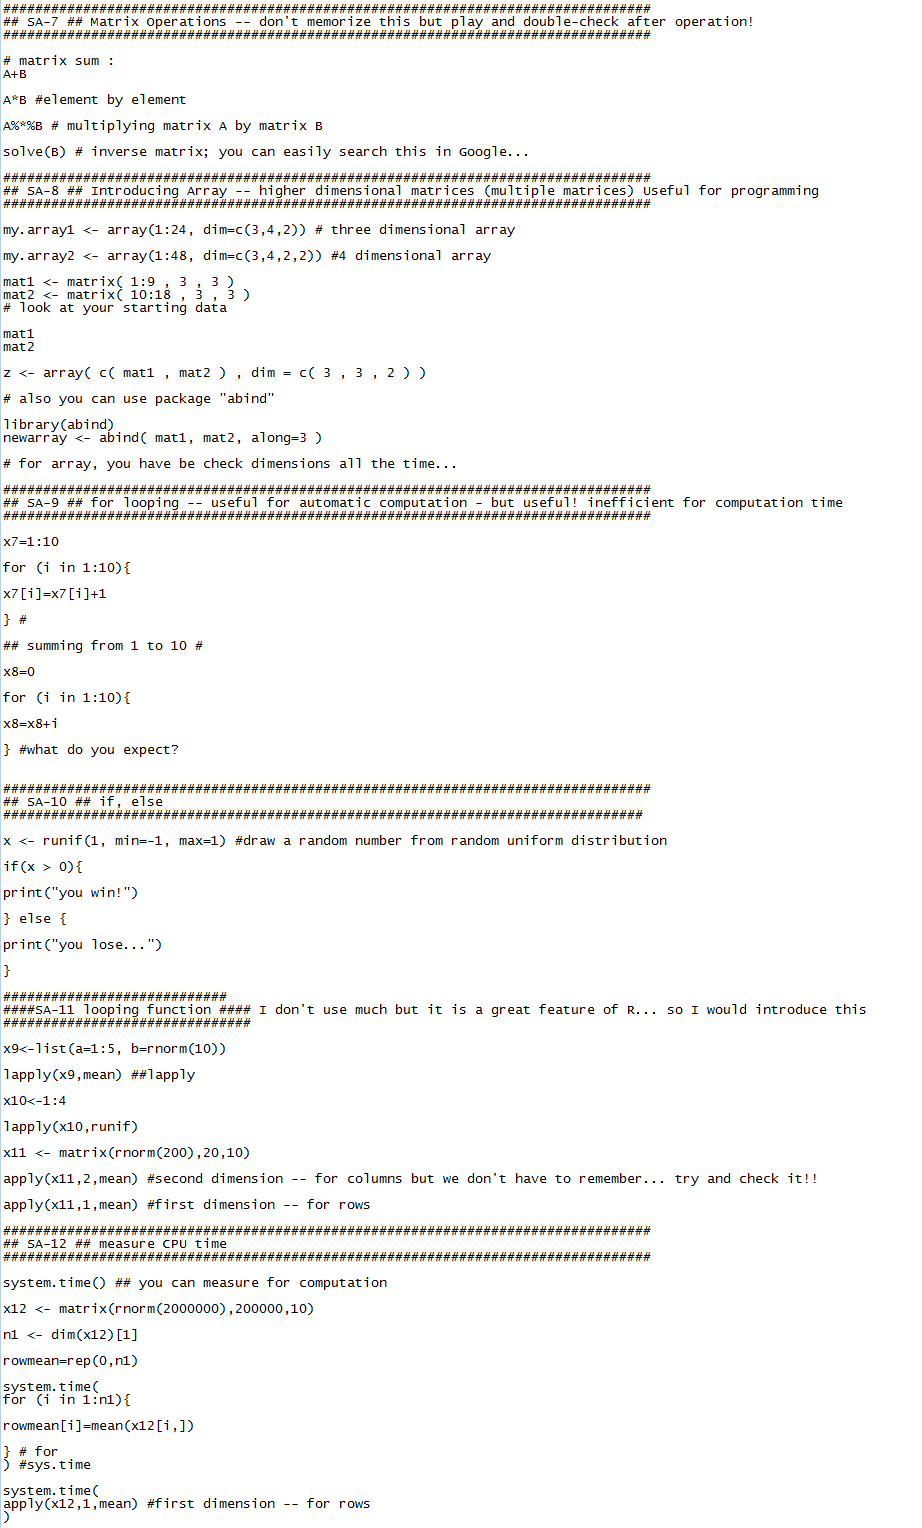 #################################################################################
## SA-7 ## Matrix Operations -- don't memorize this but play and double-check after operation!
#################################################################################
# matrix sum :
A+B
A*B #element by element
A%*%B # multiplying matrix A by matrix B
solve(B) # inverse matrix; you can easily search this in Google...
#################################################################################
## SA-8 ## Introducing Array -- higher dimensional matrices (multiple matrices) Useful for programming
#################################################################################
my.array1 <- array(1:24, dim=c(3,4,2)) # three dimensional array
my.array2 <- array(1:48, dim=c(3,4,2,2)) #4 dimensional array
mat1 <- matrix( 1:9 , 3 , 3 )
mat2 <- matrix( 10:18 , 3 , 3 )
# look at your starting data
mat1
mat2
z <- array( c( mat1 , mat2 ) , dim = c( 3 , 3 , 2 ) )
# also you can use package "abind"
library(abind)
newarray <- abind( mat1, mat2, along=3 )
# for array, you have be check dimensions all the time...
#################################################################################
## SA-9 ## for looping -- useful for automatic computation - but useful! inefficient for computation time
#################################################################################
x7=1:10
for (i in 1:10){
x7[i]=x7[i]+1
} #
## summing from 1 to 10 #
x8=0
for (i in 1:10){
x8=x8+i
} #what do you expect?
#################################################################################
## SA-10 ## if, else
################################################################################
x <- runif(1, min=-1, max=1) #draw a random number from random uniform distribution
if(x > 0){
print("you win!")
} else {
print("you lose...")
}
############################
####SA-11 looping function #### I don't use much but it is a great feature of R... so I would introduce this
###############################
x9<-list(a=1:5, b=rnorm(10))
lapply(x9,mean) ##lapply
x10<-1:4
lapply(x10,runif)
x11 <- matrix(rnorm(200),20,10)
apply(x11,2,mean) #second dimension -- for columns but we don't have to remember... try and check it!!
apply(x11,1,mean) #first dimension -- for rows
#################################################################################
## SA-12 ## measure CPU time
#################################################################################
system.time() ## you can measure for computation
x12 <- matrix(rnorm(2000000),200000,10)
n1 <- dim(x12)[1]
rowmean=rep(0,n1)
system.time(
for (i in 1:n1){
rowmean[i]=mean(x12[i,])
} # for
) #sys.time
system.time(
apply(x12,1,mean) #first dimension -- for rows
)